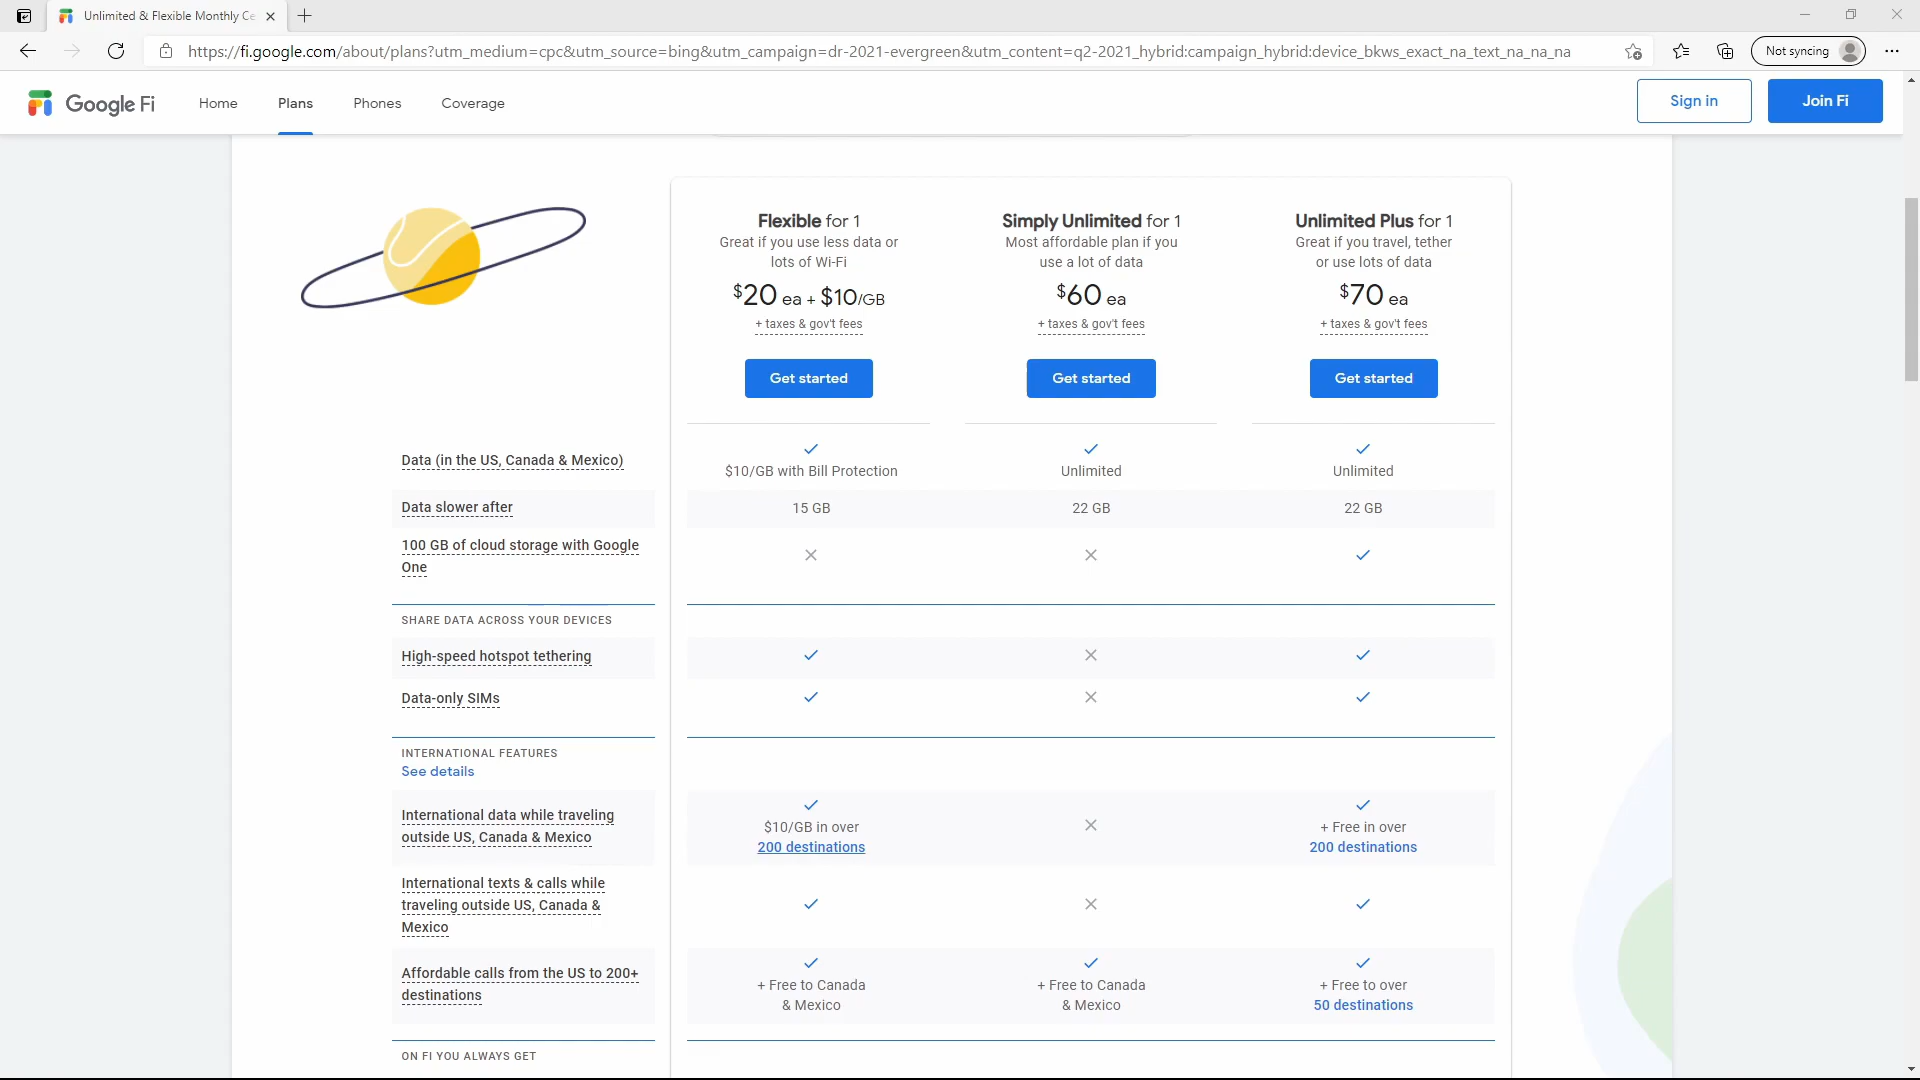 Unlimited & Flexible Monthly Ce
https://fi.google.com/about/plans?utm_medium=cpc&utm_source=bing&utm_campaign=dr-2021-evergreen&utm_content=q2-2021_hybrid:campaign_hybrid:device_bkws_exact_na_text_na_na_na
Not syncing
Google Fi
Home
Plans
Phones
Coverage
Sign in
Join Fi
Flexible for 1
Great if you use less data or
lots of Wi-Fi
$20 ea + $10/GB
+ taxes & gov't fees
Get started
Simply Unlimited for 1
Most affordable plan if you
use a lot of data
$60 ea
+ taxes & gov't fees
Get started
Unlimited Plus for 1
Great if you travel, tether
or use lots of data
$70 ea
+ taxes & gov't fees
Get started
Data (in the US, Canada & Mexico)
$10/GB with Bill Protection
Unlimited
Unlimited
Data slower after
15 GB
22 GB
22 GB
100 GB of cloud storage with Google
One
SHARE DATA ACROSS YOUR DEVICES
High-speed hotspot tethering
Data-only SIMs
INTERNATIONAL FEATURES
See details
International data while traveling
outside US, Canada & Mexico
$10/GB in over
200 destinations
+ Free in over
200 destinations
International texts & calls while
traveling outside US, Canada &
Mexico
Affordable calls from the US to 200+
destinations
+ Free to Canada
& Mexico
+ Free to Canada
& Mexico
+ Free to over
50 destinations
ON FI YOU ALWAYS GET